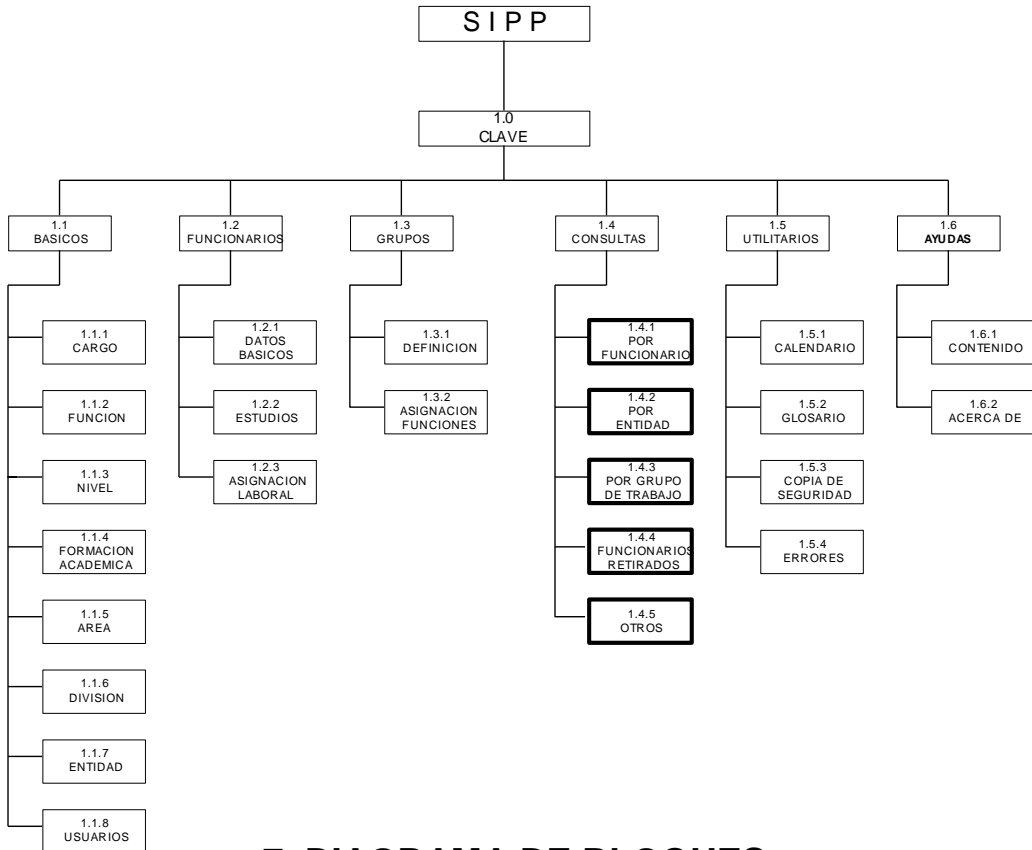 S I P P
1.0
CLAVE
1.1
BASICOS
1.2
FUNCIONARIOS
1.3
GRUPOS
1.4
CONSULTAS
1.5
UTILITARIOS
1.6
AYUDAS
1.1.1
CARGO
1.1.2
FUNCION
1.1.3
NIVEL
1.1.4
FORMACION
ACADEMICA
1.1.5
AREA
1.1.6
DIVISION
1.1.7
ENTIDAD
1.1.8
USUARIOS
1.2.1
DATOS
BASICOS
1.2.2
ESTUDIOS
1.2.3
ASIGNACION
LABORAL
1.3.1
DEFINICION
1.3.2
ASIGNACION
FUNCIONES
1.4.1
POR
FUNCIONARIO
1.4.2
POR
ENTIDAD
1.4.3
POR GRUPO
DE TRABAJO
1.4.4
FUNCIONARIOS
RETIRADOS
1.4.5
OTROS
1.5.1
CALENDARIO
1.5.2
GLOSARIO
1.5.3
COPIA DE
SEGURIDAD
1.5.4
ERRORES
1.6.1
CONTENIDO
1.6.2
ACERCA DE
DIAGRAMA DE BLOQUES